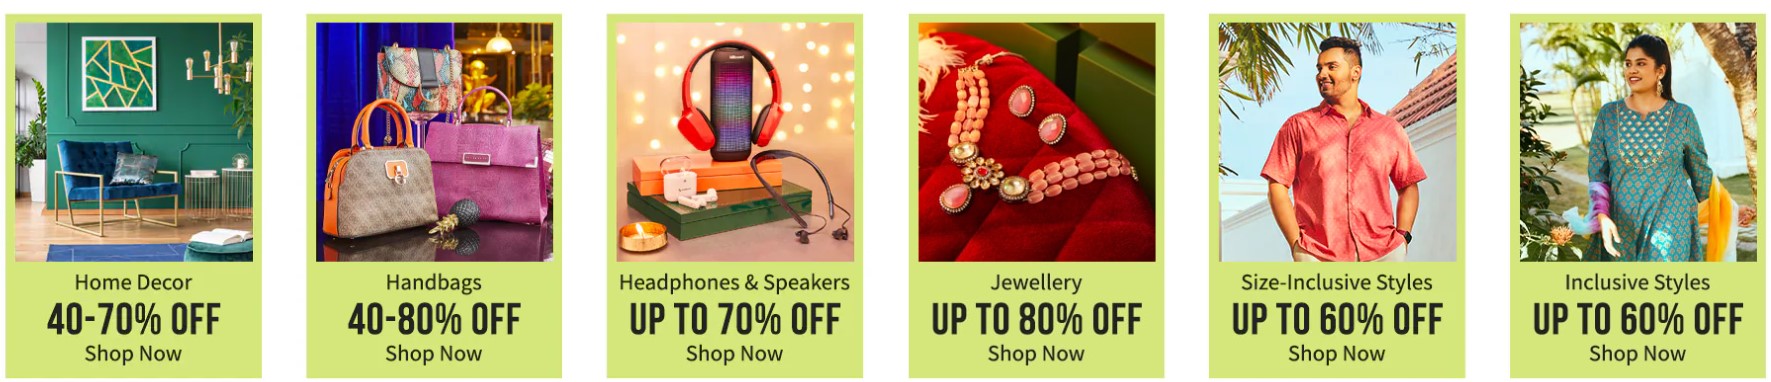 Home Decor
40-70% OFF
Shop Now
Handbags
40-80% OFF
Shop Now
Headphones & Speakers
UP TO 70% OFF
Shop Now
Jewellery
UP TO 80% OFF
Shop Now
Size-Inclusive Styles
UP TO 60% OFF
Shop Now
Inclusive Styles
UP TO 60% OFF
Shop Now